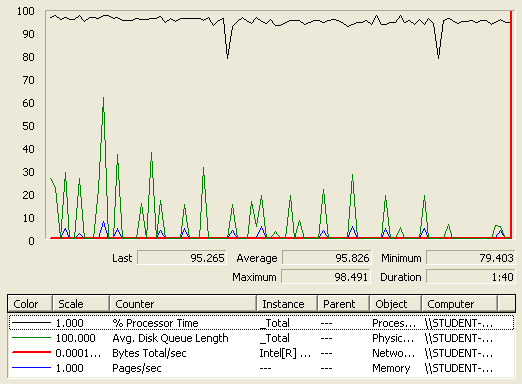 100
90
80
70
60
50
40
30
20
10
0
Last 95.265 Average 95.826 Minimum 79.403
Maximum 98.491 Duration 1:40
Color Scale Counter Instance Parent Object Computer
1.000 % Processor Time _Total --- Proces... \\STUDENT-...
100.000 Avg. Disk Queue Length _Total --- Physic... \\STUDENT-...
0.0001... Bytes Total/sec Intel[R] ... --- Netwo... \\STUDENT-...
1.000 Pages/sec --- --- Memory \\STUDENT-...